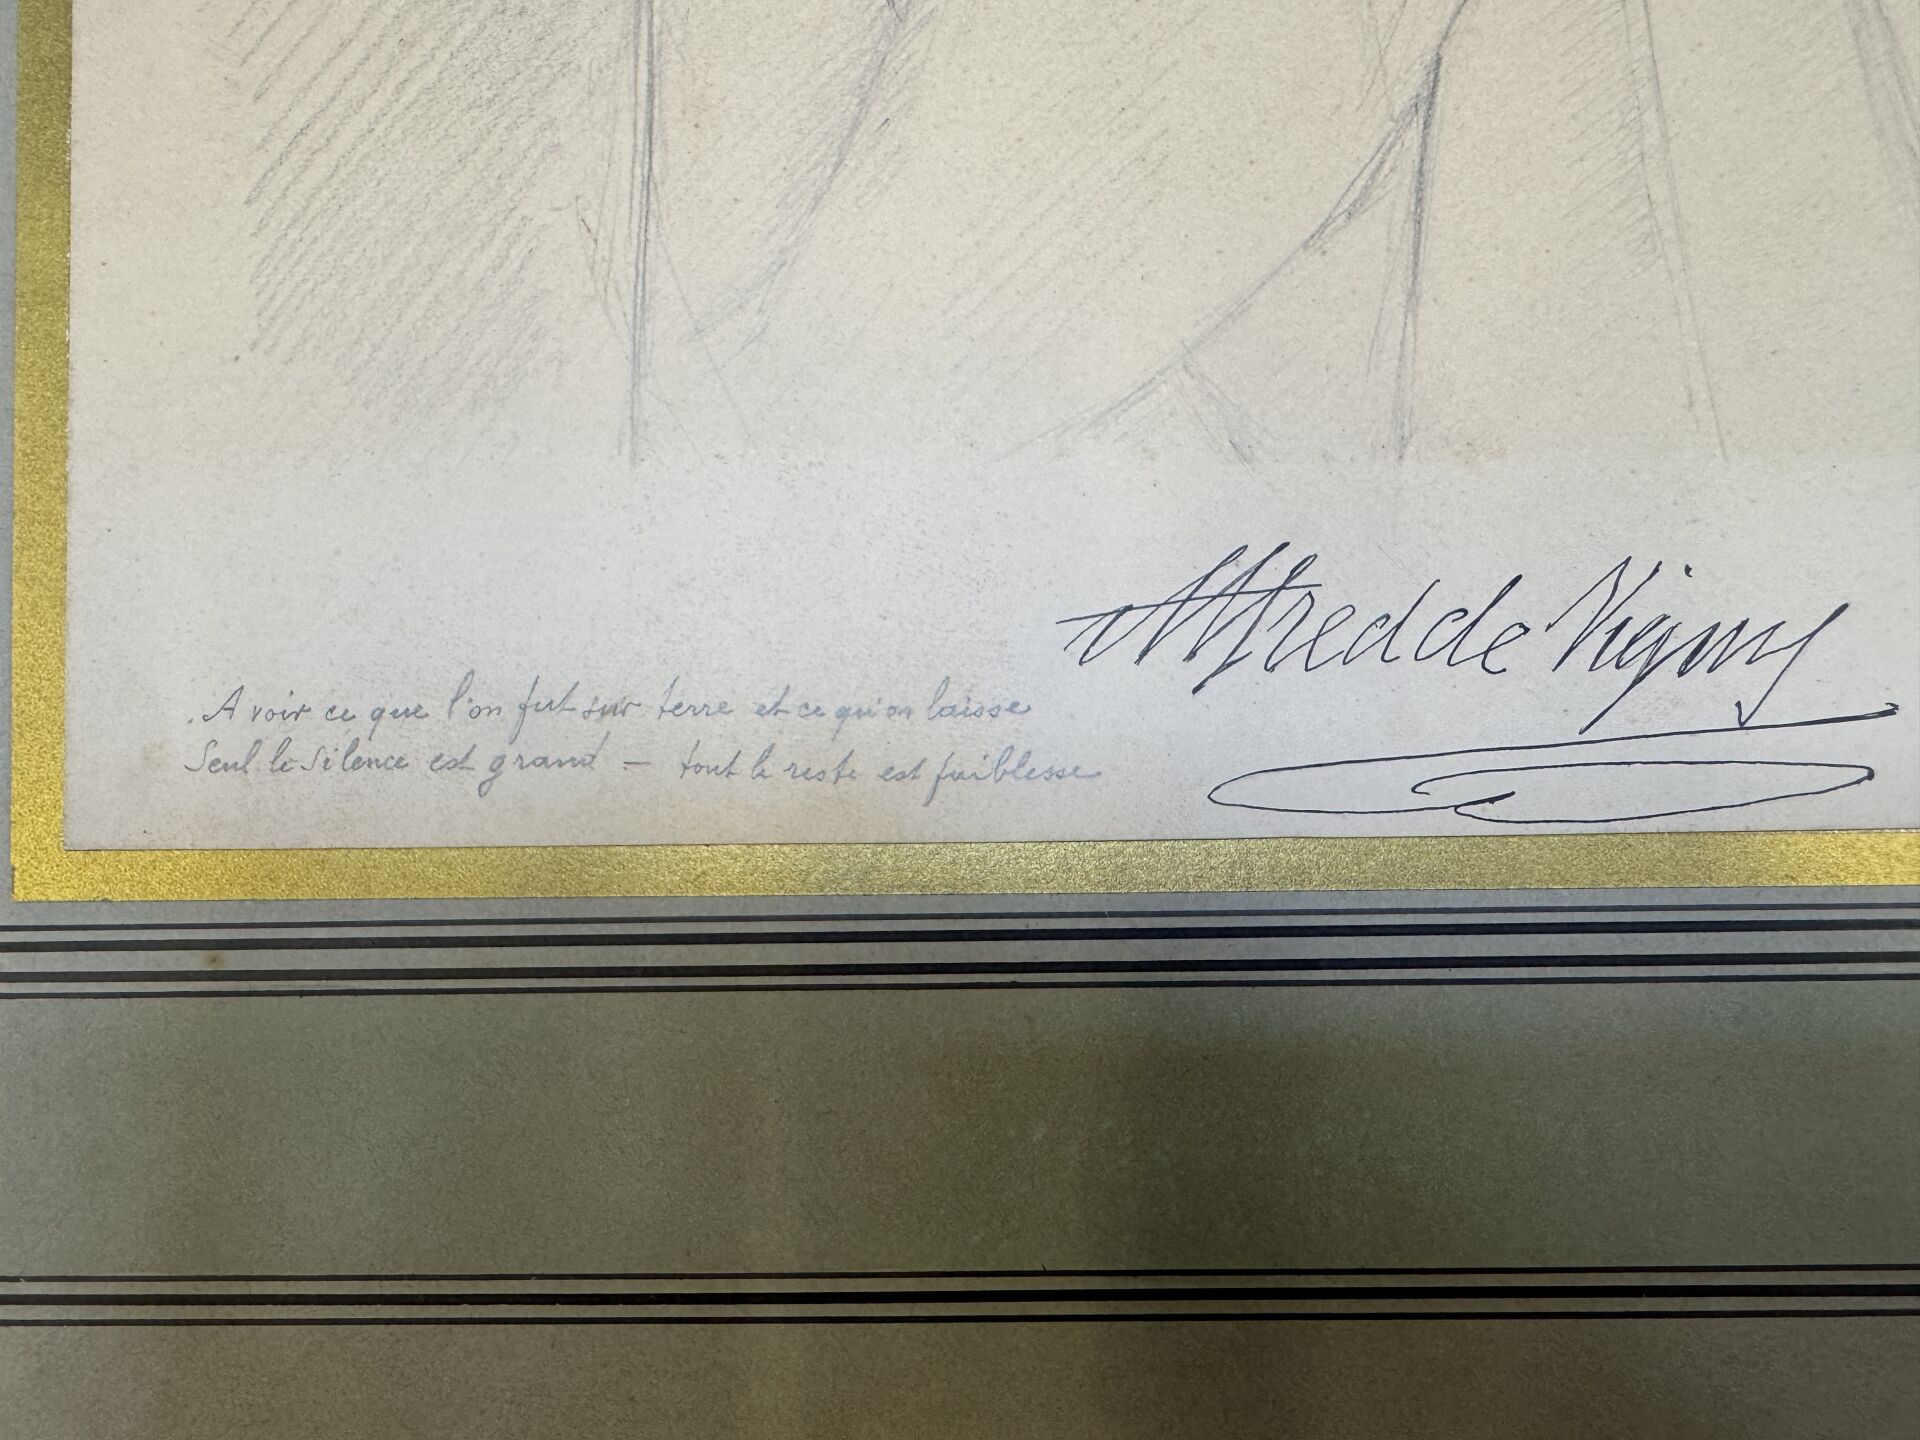 Alfred de Vigny
A voir ce que l'on fut sur terre et ce qu'on laisse
Seul le silence est grand – tout le reste est faiblesse